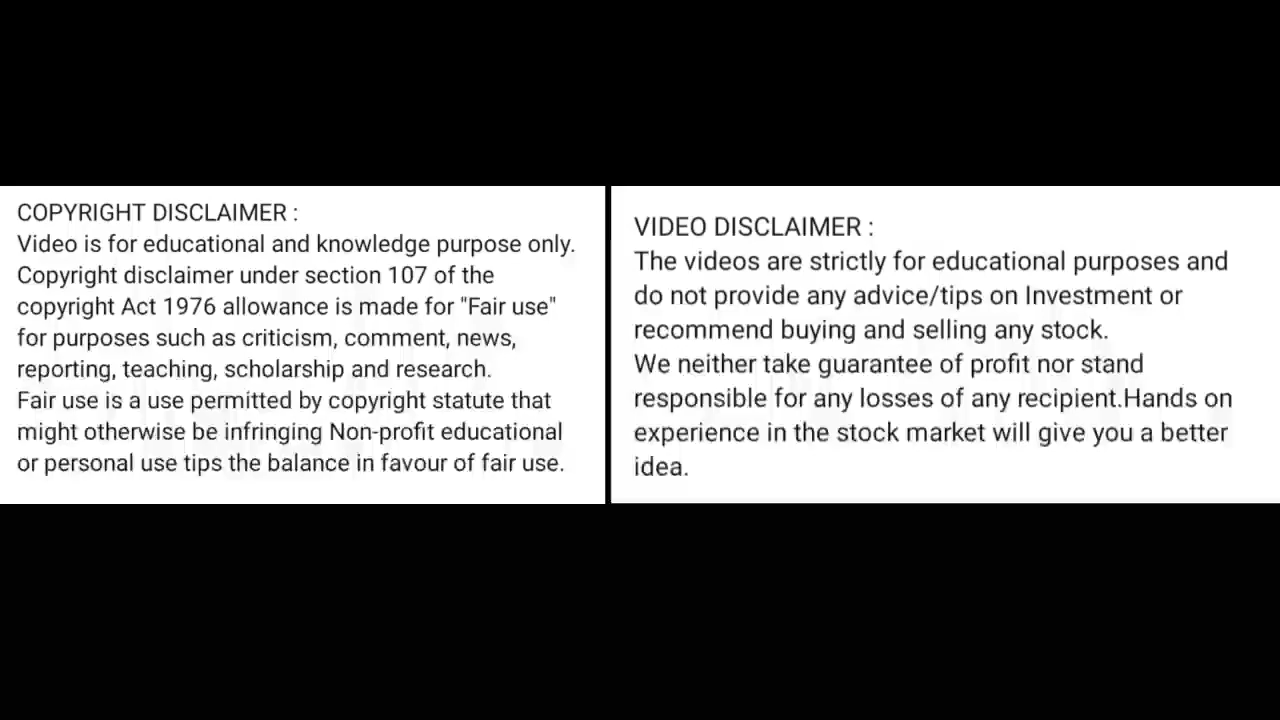 COPYRIGHT DISCLAIMER :
Video is for educational and knowledge purpose only.
Copyright disclaimer under section 107 of the
copyright Act 1976 allowance is made for "Fair use"
for purposes such as criticism, comment, news,
reporting, teaching, scholarship and research.
Fair use is a use permitted by copyright statute that
might otherwise be infringing Non-profit educational
or personal use tips the balance in favour of fair use.
VIDEO DISCLAIMER :
The videos are strictly for educational purposes and
do not provide any advice/tips on Investment or
recommend buying and selling any stock.
We neither take guarantee of profit nor stand
responsible for any losses of any recipient.Hands on
experience in the stock market will give you a better
idea.